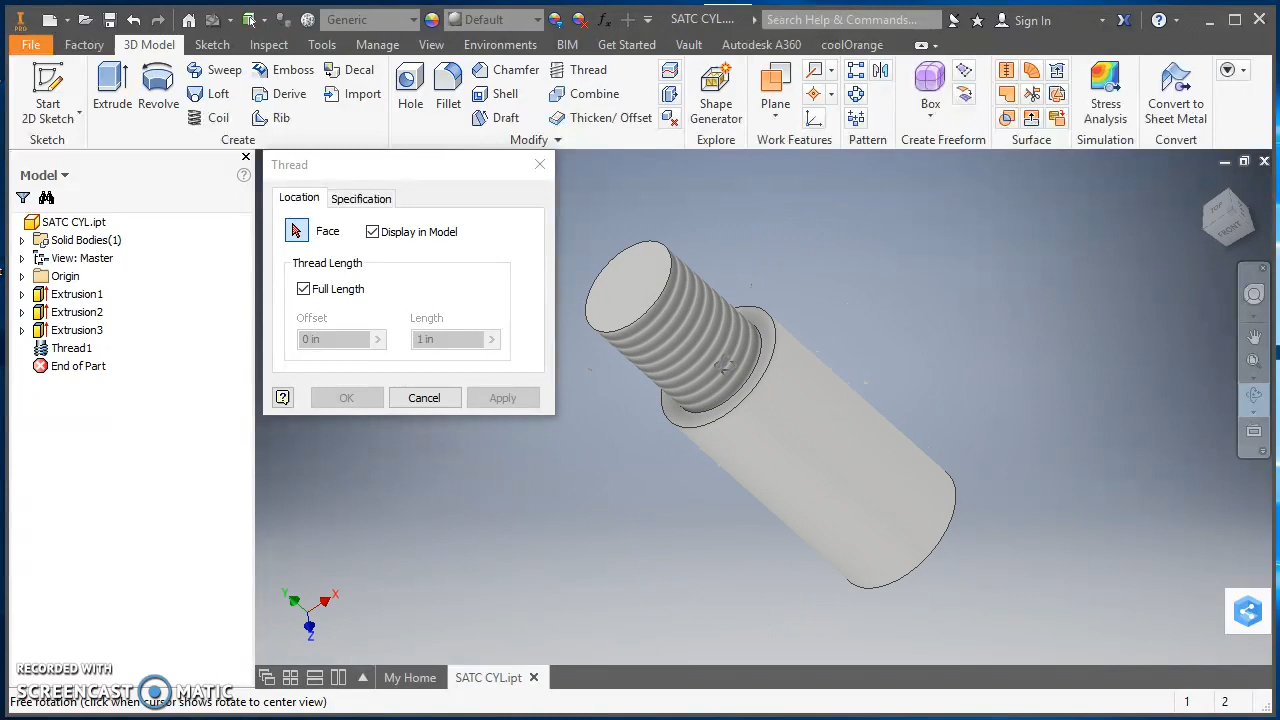 PRO
Generic
Default
fx
SATC CYL....
Search Help & Commands...
Sign In
File
Factory
3D Model
Sketch
Inspect
Tools
Manage
View
Environments
BIM
Get Started
Vault
Autodesk A360
coolOrange
Start
2D Sketch
Extrude
Revolve
Sweep
Emboss
Decal
Loft
Derive
Import
Coil
Rib
Hole
Fillet
Chamfer
Thread
Shell
Combine
Draft
Thicken/ Offset
Shape
Generator
Plane
Box
Stress
Analysis
Convert to
Sheet Metal
Sketch
Create
Modify
Explore
Work Features
Pattern
Create Freeform
Surface
Simulation
Convert
Model
SATC CYL.ipt
Solid Bodies(1)
View: Master
Origin
Extrusion1
Extrusion2
Extrusion3
Thread1
End of Part
Thread
Location
Specification
Face
Display in Model
Thread Length
Full Length
Offset
Length
0 in
1 in
OK
Cancel
Apply
TOP
FRONT
Y
X
Z
My Home
SATC CYL.ipt
RECORDED WITH
SCREENCAST MATIC
Free rotation (click when cursor shows rotate to center view)
1
2